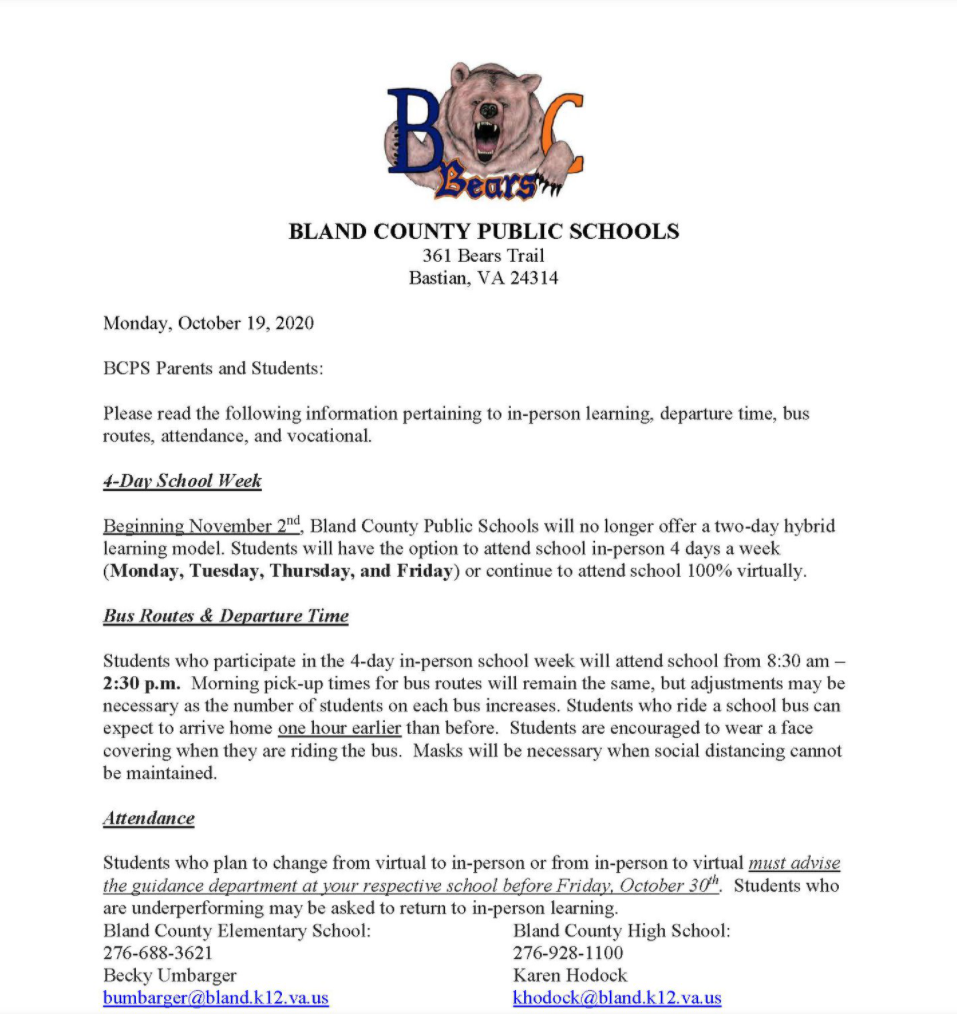 B C
Bears
BLAND COUNTY PUBLIC SCHOOLS
361 Bears Trail
Bastian, VA 24314
Monday, October 19, 2020
BCPS Parents and Students:
Please read the following information pertaining to in-person learning, departure time, bus
routes, attendance, and vocational.
4-Day School Week
Beginning November 2nd, Bland County Public Schools will no longer offer a two-day hybrid
learning model. Students will have the option to attend school in-person 4 days a week
(Monday, Tuesday, Thursday, and Friday) or continue to attend school 100% virtually.
Bus Routes & Departure Time
Students who participate in the 4-day in-person school week will attend school from 8:30 am –
2:30 p.m. Morning pick-up times for bus routes will remain the same, but adjustments may be
necessary as the number of students on each bus increases. Students who ride a school bus can
expect to arrive home one hour earlier than before. Students are encouraged to wear a face
covering when they are riding the bus. Masks will be necessary when social distancing cannot
be maintained.
Attendance
Students who plan to change from virtual to in-person or from in-person to virtual must advise
the guidance department at your respective school before Friday, October 30th. Students who
are underperforming may be asked to return to in-person learning.
Bland County Elementary School: Bland County High School:
276-688-3621 276-928-1100
Becky Umbarger Karen Hodock
bumbarger@bland.k12.va.us khodock@bland.k12.va.us